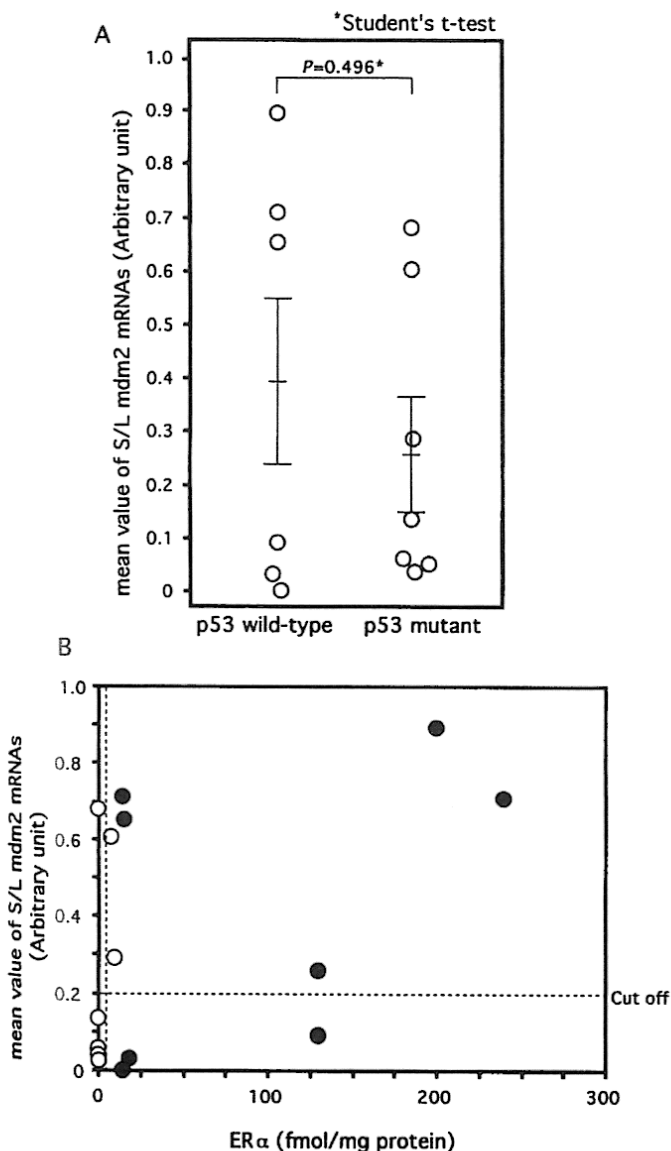 *Student's t-test
A
P=0.496*
mean value of S/L mdm2 mRNAs (Arbitrary unit)
1.0
0.9
0.8
0.7
0.6
0.5
0.4
0.3
0.2
0.1
0
p53 wild-type p53 mutant
B
mean value of S/L mdm2 mRNAs
(Arbitrary unit)
1.0
0.8
0.6
0.4
0.2
0
Cut off
0 100 200 300
ERα (fmol/mg protein)